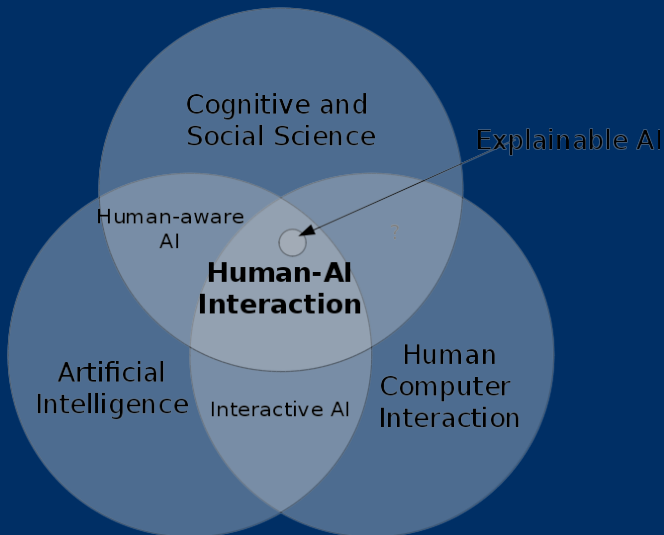 Cognitive and
Social Science
Explainable AI
Human-aware
AI
?
Human-AI
Interaction
Artificial
Intelligence
Human
Computer
Interaction
Interactive AI